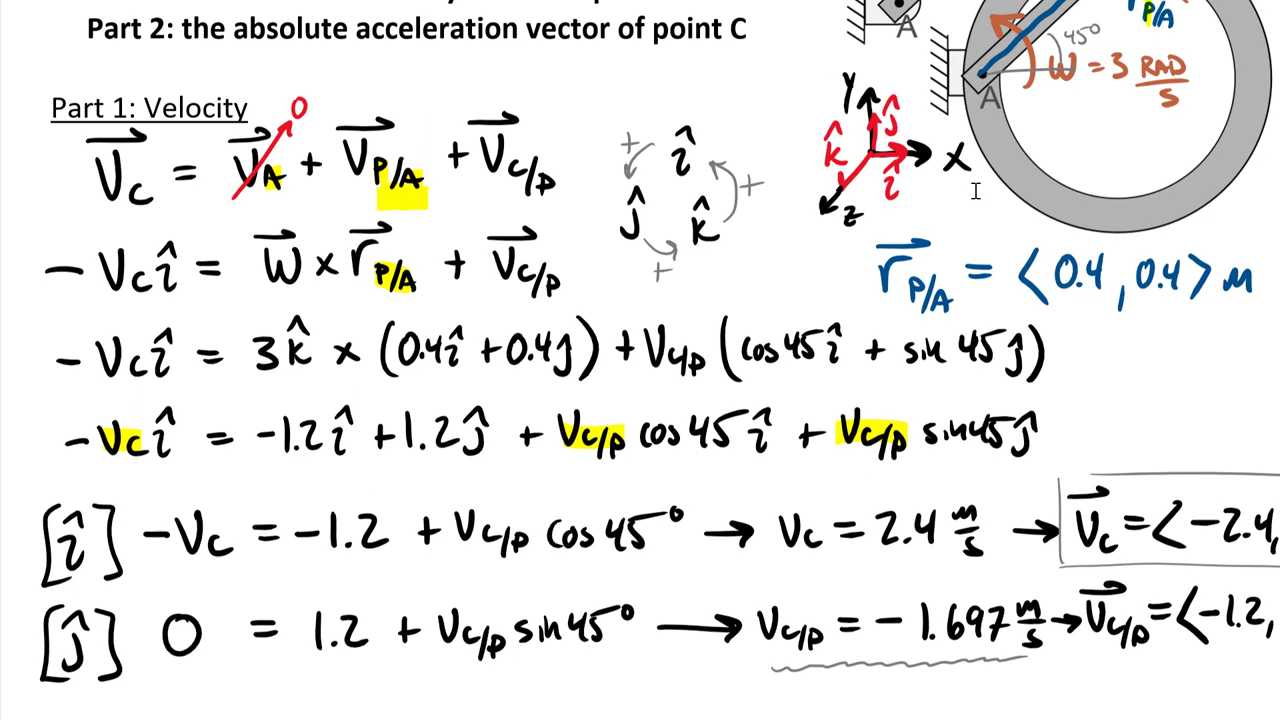 Part 2: the absolute acceleration vector of point C
A
r P/A
45°
ω = 3 RAD/S
A
Part 1: Velocity
V_C = V_A + V_P/A + V_C/P
0
+ î
ĵ k̂ +
+
Y ĵ
k̂ X
î
Z
- V_C î = ω × r_P/A + V_C/P
r_P/A = <0.4, 0.4> m
- V_C î = 3 k̂ × (0.4 î + 0.4 ĵ) + V_C/P (cos 45 î + sin 45 ĵ)
- V_C î = -1.2 î + 1.2 ĵ + V_C/P cos 45 î + V_C/P sin 45 ĵ
[î] - V_C = -1.2 + V_C/P cos 45° → V_C = 2.4 m/s → V_C = <-2.4,
[ĵ] 0 = 1.2 + V_C/P sin 45° → V_C/P = -1.697 m/s → V_C/P = <-1.2,